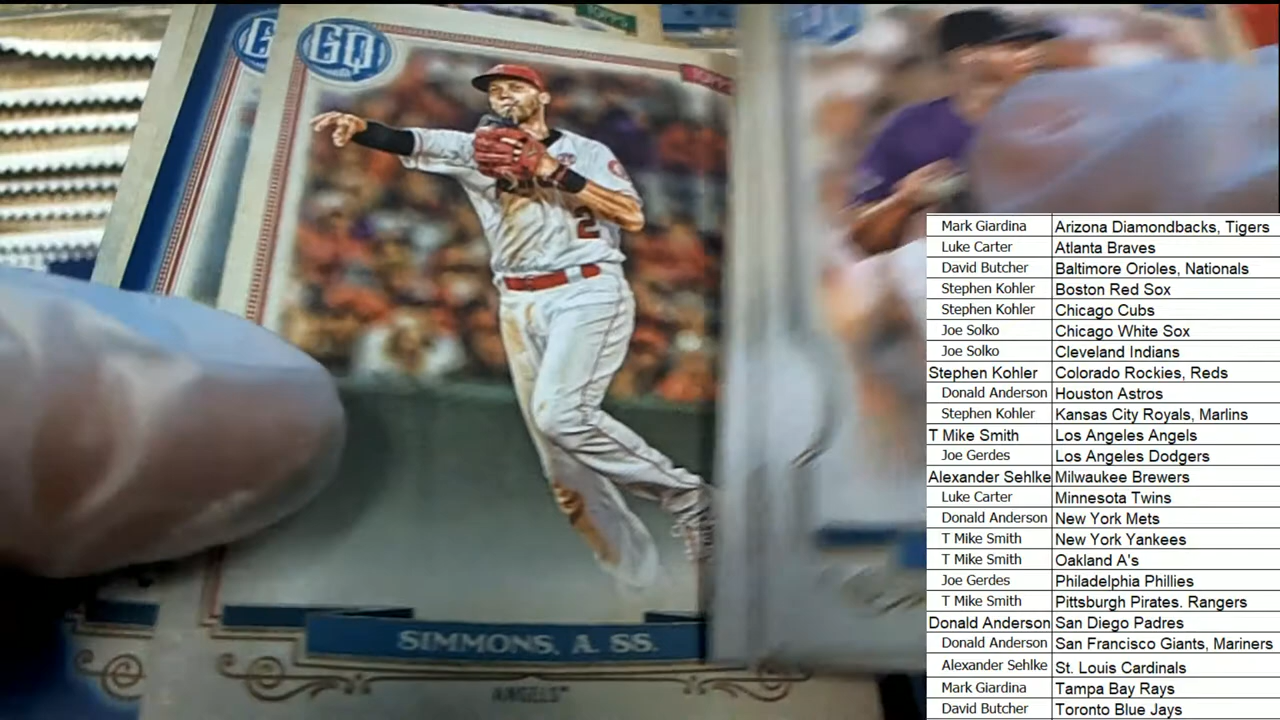 GQ
TOPPS
2
SIMMONS, A. SS.
ANGELS
Mark Giardina Arizona Diamondbacks, Tigers
Luke Carter Atlanta Braves
David Butcher Baltimore Orioles, Nationals
Stephen Kohler Boston Red Sox
Stephen Kohler Chicago Cubs
Joe Solko Chicago White Sox
Joe Solko Cleveland Indians
Stephen Kohler Colorado Rockies, Reds
Donald Anderson Houston Astros
Stephen Kohler Kansas City Royals, Marlins
T Mike Smith Los Angeles Angels
Joe Gerdes Los Angeles Dodgers
Alexander Sehlke Milwaukee Brewers
Luke Carter Minnesota Twins
Donald Anderson New York Mets
T Mike Smith New York Yankees
T Mike Smith Oakland A's
Joe Gerdes Philadelphia Phillies
T Mike Smith Pittsburgh Pirates. Rangers
Donald Anderson San Diego Padres
Donald Anderson San Francisco Giants, Mariners
Alexander Sehlke St. Louis Cardinals
Mark Giardina Tampa Bay Rays
David Butcher Toronto Blue Jays